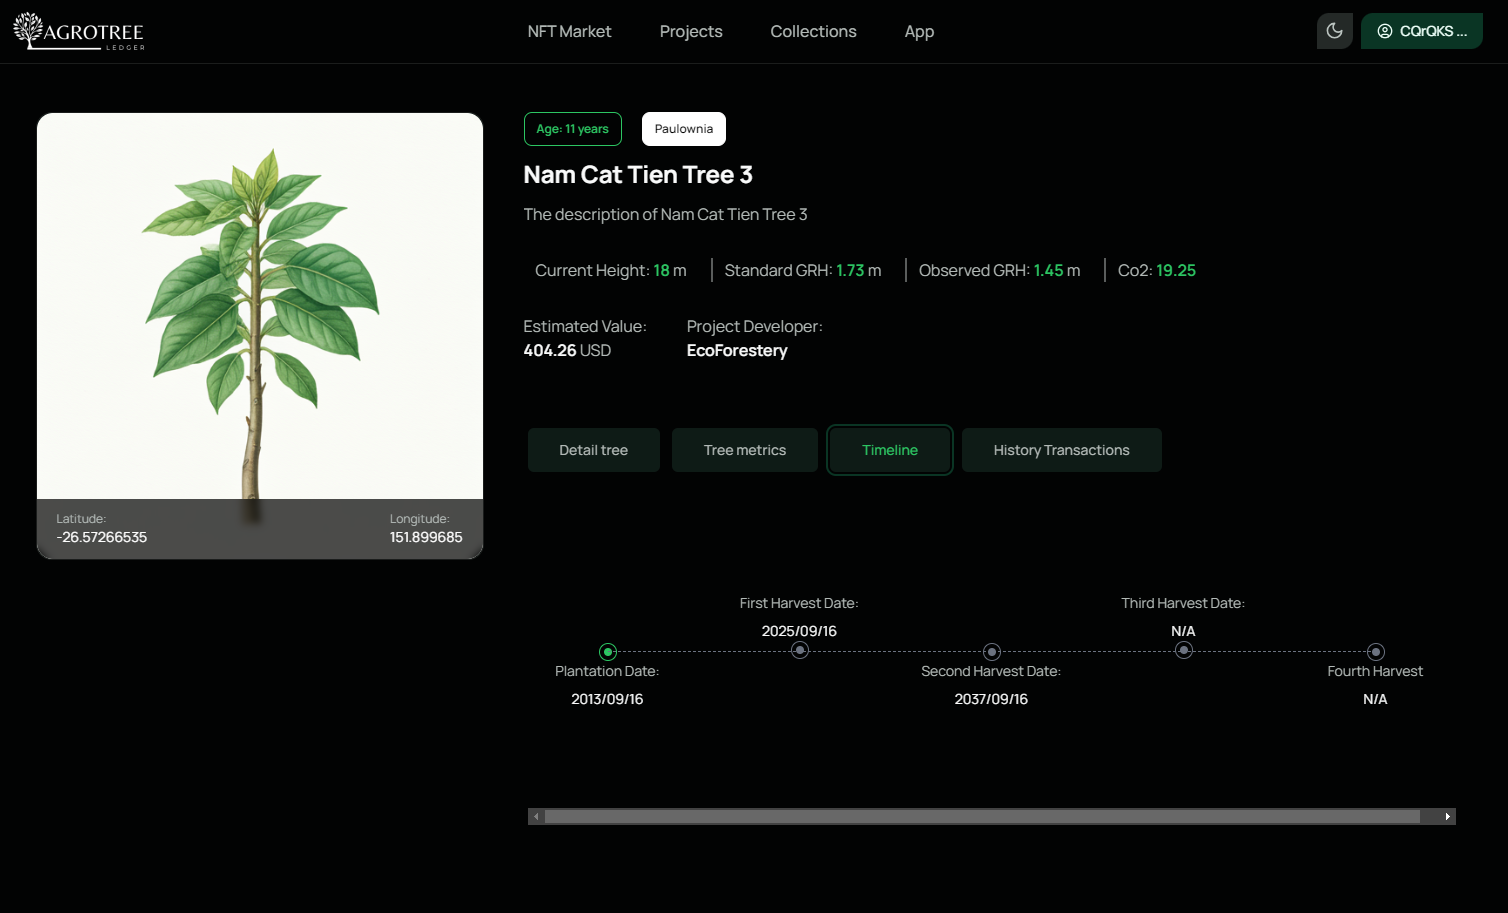 AGROTREE
LEDGER
NFT Market
Projects
Collections
App
CQrQKS ...
Age: 11 years
Paulownia
Nam Cat Tien Tree 3
The description of Nam Cat Tien Tree 3
Current Height: 18 m
Standard GRH: 1.73 m
Observed GRH: 1.45 m
Co2: 19.25
Estimated Value:
404.26 USD
Project Developer:
EcoForestery
Latitude:
-26.57266535
Longitude:
151.899685
Detail tree
Tree metrics
Timeline
History Transactions
Plantation Date:
2013/09/16
First Harvest Date:
2025/09/16
Second Harvest Date:
2037/09/16
Third Harvest Date:
N/A
Fourth Harvest
N/A